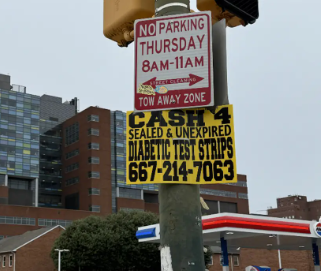 NO PARKING
THURSDAY
8AM-11AM
STREET CLEANING
TOW AWAY ZONE
CASH 4
SEALED & UNEXPIRED
DIABETIC TEST STRIPS
667-214-7063